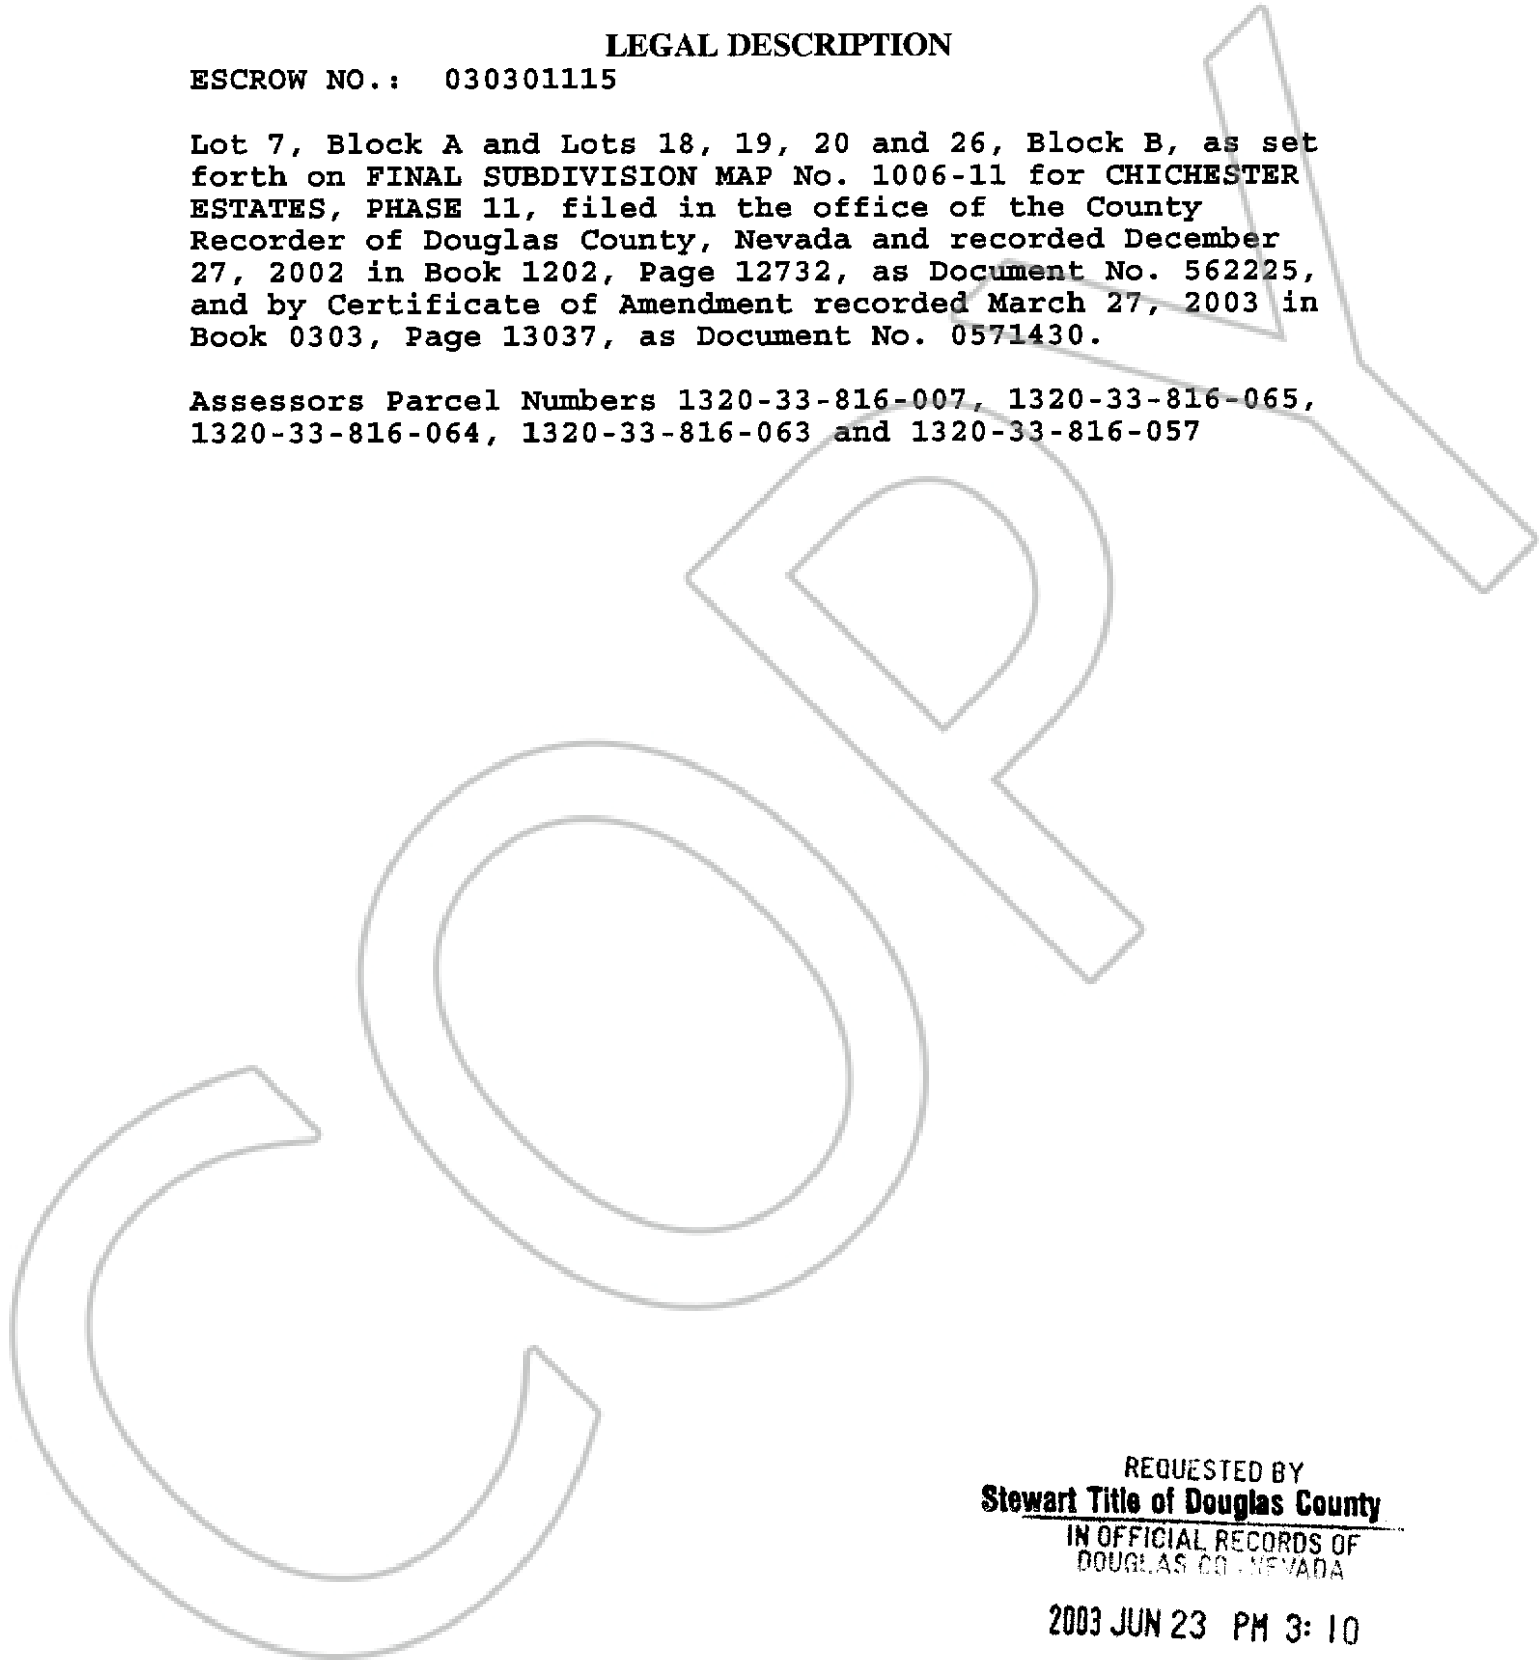 LEGAL DESCRIPTION
ESCROW NO.: 030301115
Lot 7, Block A and Lots 18, 19, 20 and 26, Block B, as set
forth on FINAL SUBDIVISION MAP No. 1006-11 for CHICHESTER
ESTATES, PHASE 11, filed in the office of the County
Recorder of Douglas County, Nevada and recorded December
27, 2002 in Book 1202, Page 12732, as Document No. 562225,
and by Certificate of Amendment recorded March 27, 2003 in
Book 0303, Page 13037, as Document No. 0571430.
Assessors Parcel Numbers 1320-33-816-007, 1320-33-816-065,
1320-33-816-064, 1320-33-816-063 and 1320-33-816-057
COPY
REQUESTED BY
Stewart Title of Douglas County
IN OFFICIAL RECORDS OF
DOUGLAS CO., NEVADA
2003 JUN 23 PM 3:10